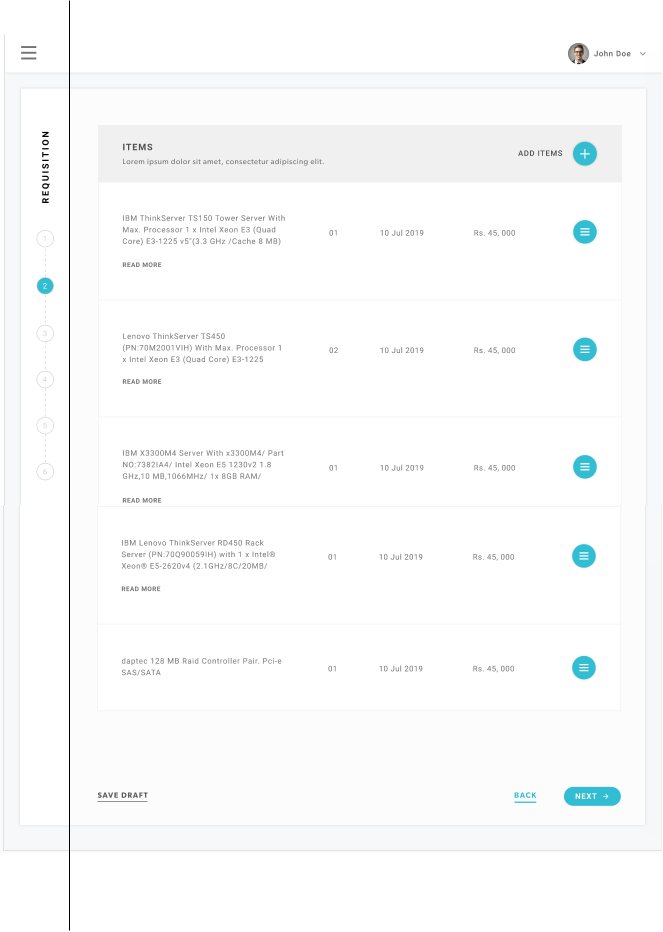 John Doe
REQUISITION
1
2
3
4
5
6
ITEMS
Lorem ipsum dolor sit amet, consectetur adipiscing elit.
ADD ITEMS
IBM ThinkServer TS150 Tower Server With
Max. Processor 1 x Intel Xeon E3 (Quad
Core) E3-1225 v5"(3.3 GHz /Cache 8 MB)
READ MORE
01
10 Jul 2019
Rs. 45, 000
Lenovo ThinkServer TS450
(PN:70M2001VIH) With Max. Processor 1
x Intel Xeon E3 (Quad Core) E3-1225
READ MORE
02
10 Jul 2019
Rs. 45, 000
IBM X3300M4 Server With x3300M4/ Part
NO:7382IA4/ Intel Xeon E5 1230v2 1.8
GHz,10 MB,1066MHz/ 1x 8GB RAM/
READ MORE
01
10 Jul 2019
Rs. 45, 000
IBM Lenovo ThinkServer RD450 Rack
Server (PN:70Q90059IH) with 1 x Intel®
Xeon® E5-2620v4 (2.1GHz/8C/20MB/
READ MORE
01
10 Jul 2019
Rs. 45, 000
daptec 128 MB Raid Controller Pair. Pci-e
SAS/SATA
01
10 Jul 2019
Rs. 45, 000
SAVE DRAFT
BACK
NEXT →